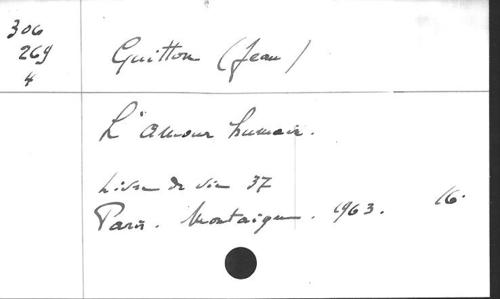 306
269
4
Guitton (Jean)
L'amour humain.
Livre de vie 37
Paris. Montaigne. 1963. 16.